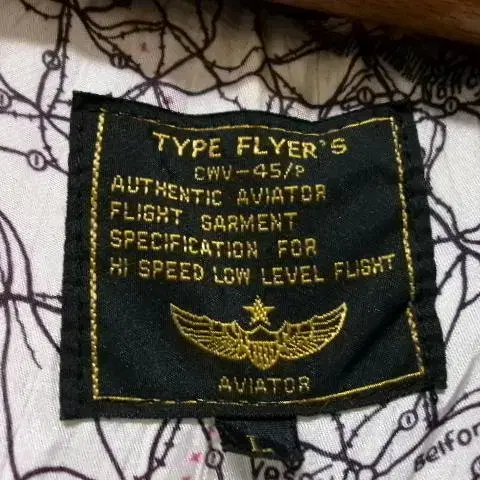 TYPE FLYER'S
CWV-45/P
AUTHENTIC AVIATOR
FLIGHT GARMENT
SPECIFICATION FOR
HI SPEED LOW LEVEL FLIGHT
AVIATOR
L